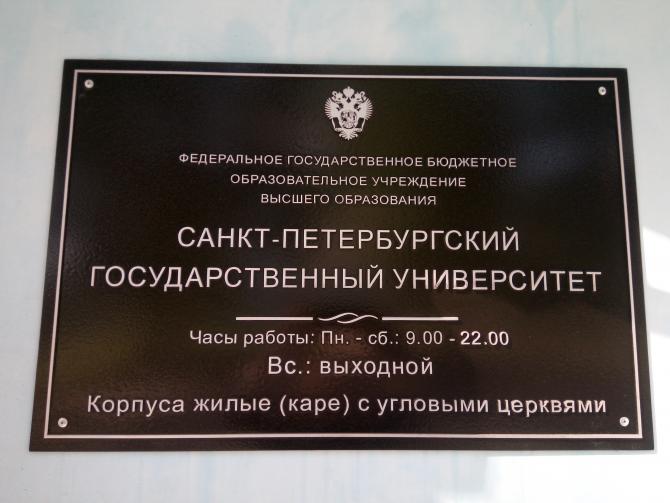 ФЕДЕРАЛЬНОЕ ГОСУДАРСТВЕННОЕ БЮДЖЕТНОЕ
ОБРАЗОВАТЕЛЬНОЕ УЧРЕЖДЕНИЕ
ВЫСШЕГО ОБРАЗОВАНИЯ
САНКТ-ПЕТЕРБУРГСКИЙ
ГОСУДАРСТВЕННЫЙ УНИВЕРСИТЕТ
Часы работы: Пн. - сб.: 9.00 - 22.00
Вс.: выходной
Корпуса жилые (каре) с угловыми церквями